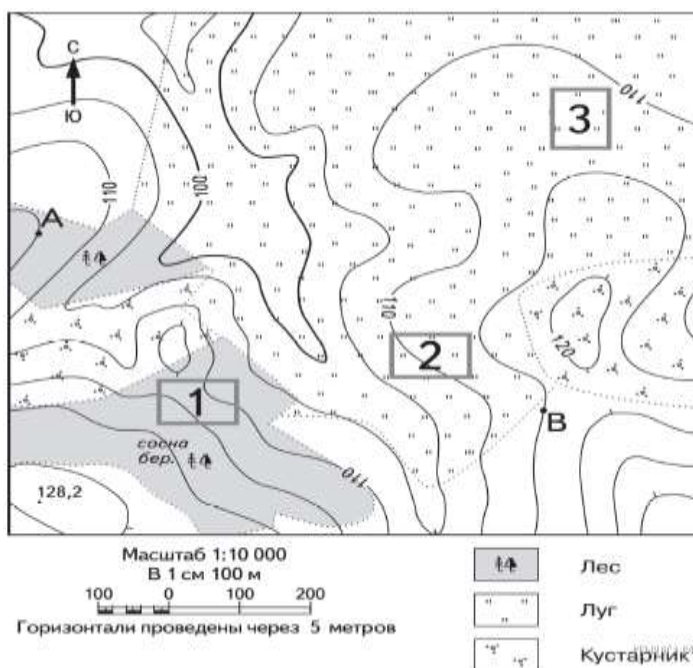 С
Ю
110
100
А
110
3
110
2
120
В
1
сосна
бер.
110
128,2
Масштаб 1:10 000
В 1 см 100 м
100 0 100 200
Горизонтали проведены через 5 метров
Лес
Луг
Кустарник